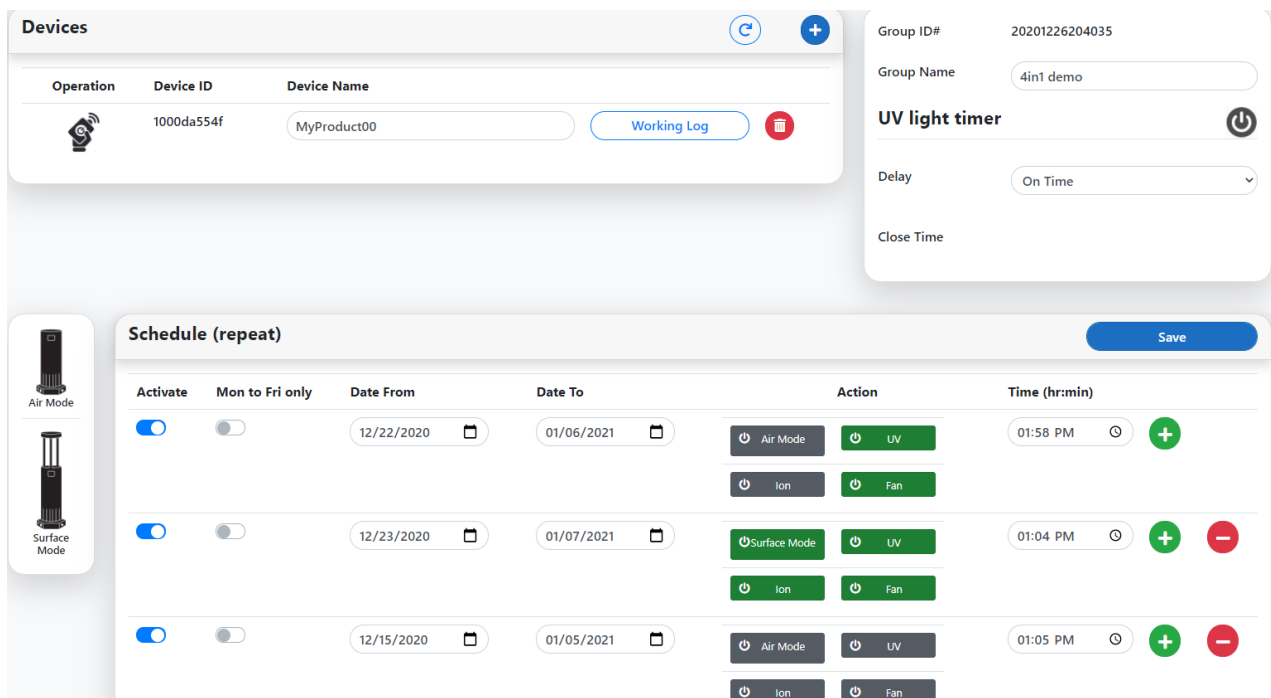 Devices
Operation Device ID Device Name
1000da554f MyProduct00 Working Log
Group ID# 20201226204035
Group Name 4in1 demo
UV light timer
Delay On Time
Close Time
Air Mode
Surface
Mode
Schedule (repeat) Save
Activate Mon to Fri only Date From Date To Action Time (hr:min)
12/22/2020 01/06/2021 Air Mode UV 01:58 PM
Ion Fan
12/23/2020 01/07/2021 Surface Mode UV 01:04 PM
Ion Fan
12/15/2020 01/05/2021 Air Mode UV 01:05 PM
Ion Fan